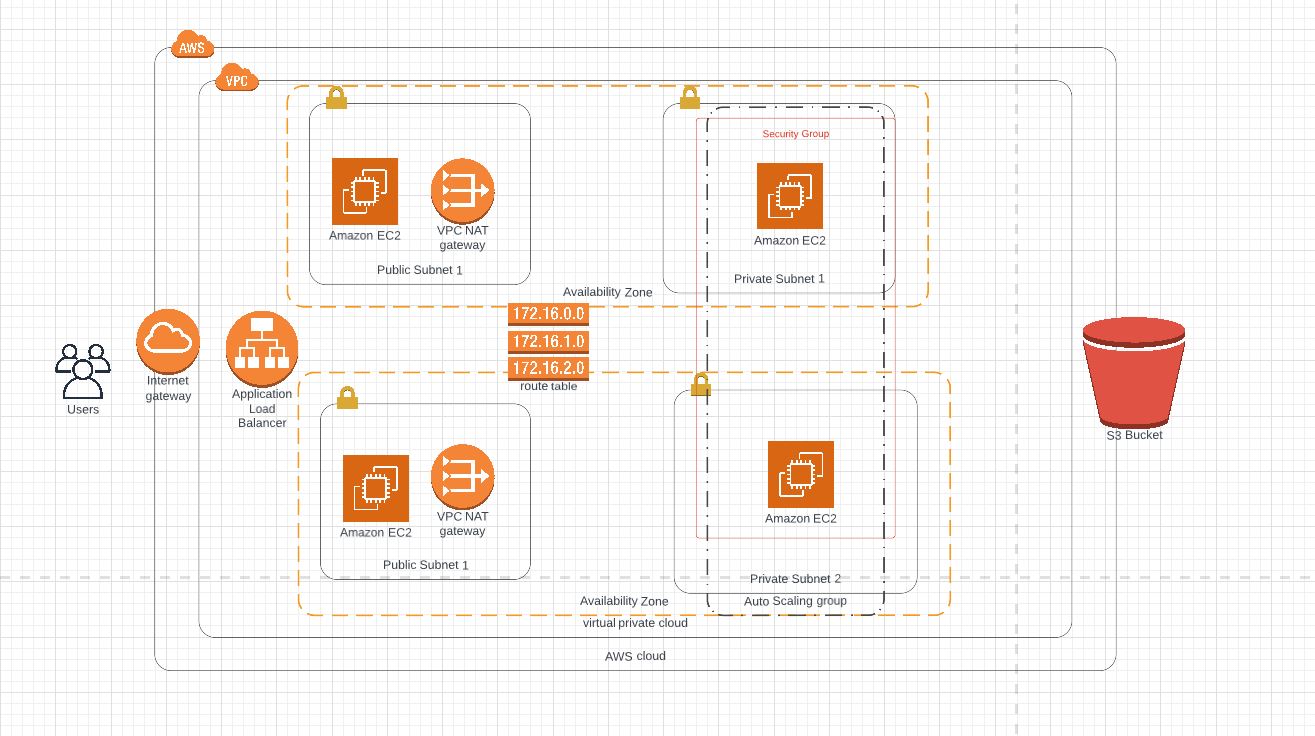 AWS
VPC
Security Group
Amazon EC2
VPC NAT
gateway
Amazon EC2
Public Subnet 1
Private Subnet 1
Availability Zone
172.16.0.0
172.16.1.0
172.16.2.0
route table
Internet
gateway
Application
Load
Balancer
Users
S3 Bucket
Amazon EC2
VPC NAT
gateway
Amazon EC2
Public Subnet 1
Private Subnet 2
Availability Zone
Auto Scaling group
virtual private cloud
AWS cloud